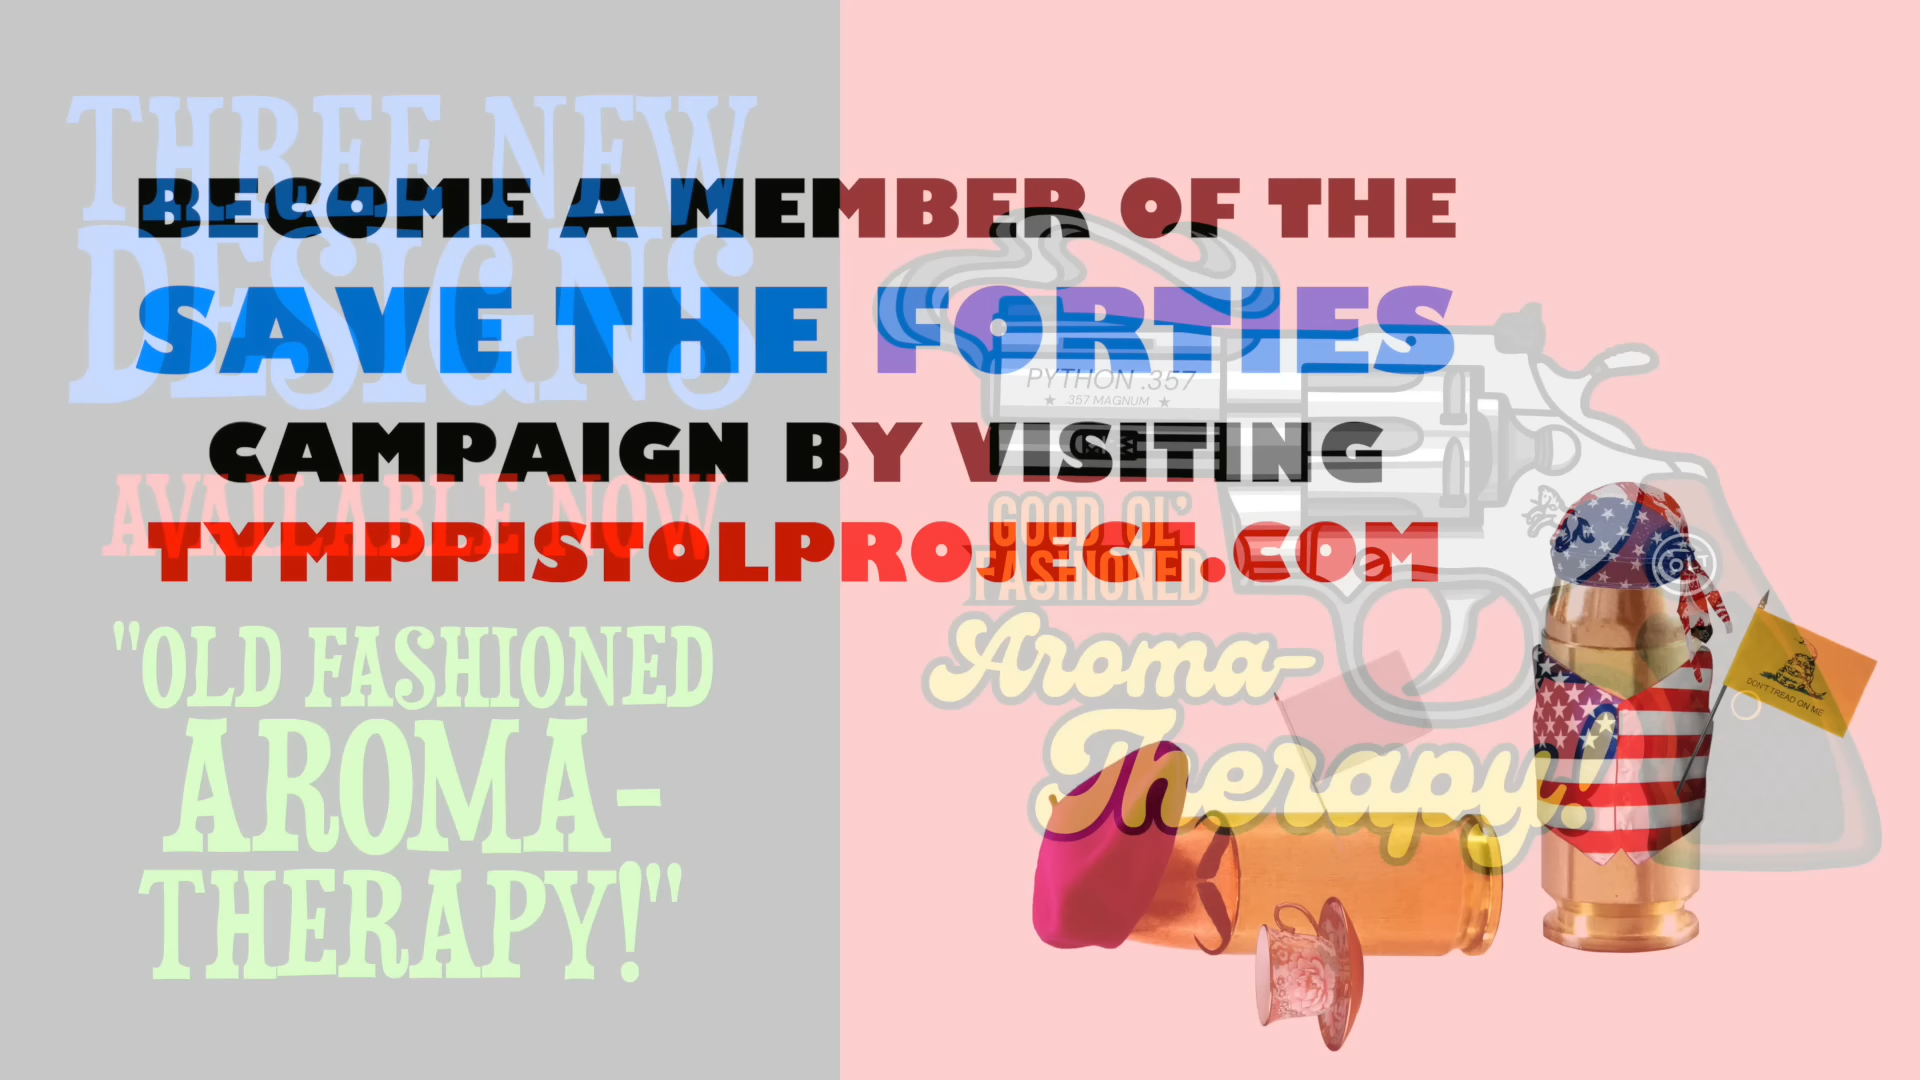 THREE NEW
DESIGNS
AVAILABLE NOW
"OLD FASHIONED
AROMA-
THERAPY!"
BECOME A MEMBER OF THE
SAVE THE FORTIES
CAMPAIGN BY VISITING
TYMPPISTOLPROJECT.COM
PYTHON .357
★ .357 MAGNUM ★
GOOD OL'
FASHIONED
Aroma-
Therapy!
DON'T TREAD ON ME